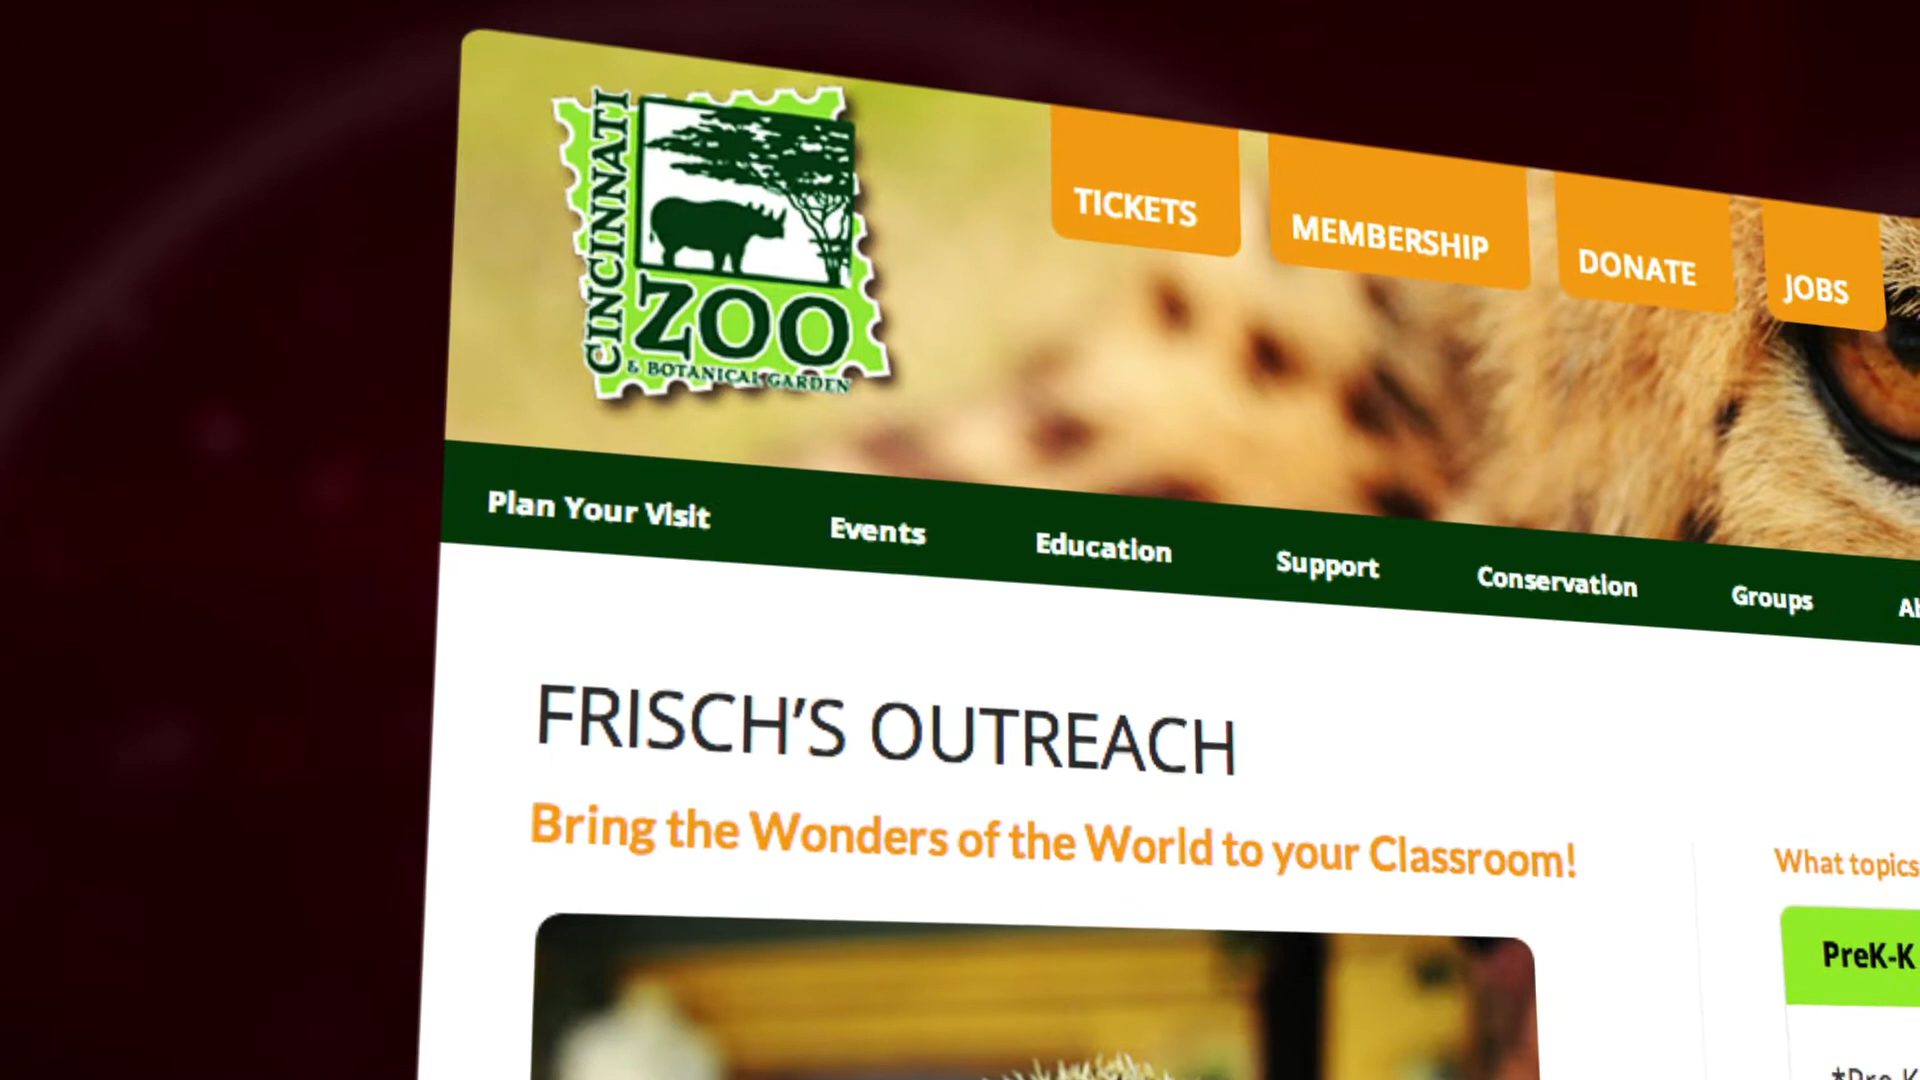 CINCINNATI
ZOO
& BOTANICAL GARDEN
TICKETS
MEMBERSHIP
DONATE
JOBS
Plan Your Visit
Events
Education
Support
Conservation
Groups
FRISCH'S OUTREACH
Bring the Wonders of the World to your Classroom!
What topics
PreK-K